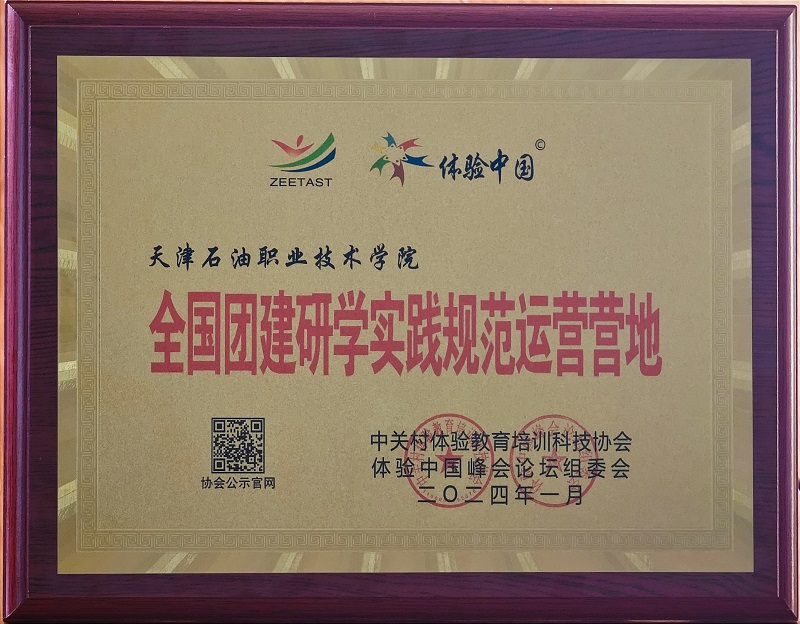 ZEETAST
体验中国©
天津石油职业技术学院
全国团建研学实践规范运营营地
协会公示官网
中关村体验教育培训科技协会
体验中国峰会论坛组委会
二〇二四年一月